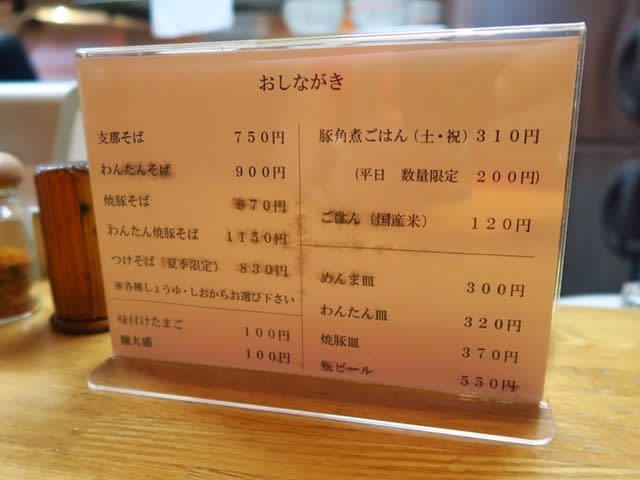 おしながき
支那そば 750円
わんたんそば 900円
焼豚そば 970円
わんたん焼豚そば 1150円
つけそば(夏季限定) 830円
※各種しょうゆ・しおからお選び下さい
味付けたまご 100円
麺大盛 100円
豚角煮ごはん(土・祝)310円
(平日 数量限定 200円)
ごはん(国産米) 120円
めんま皿 300円
わんたん皿 320円
焼豚皿 370円
瓶ビール 550円